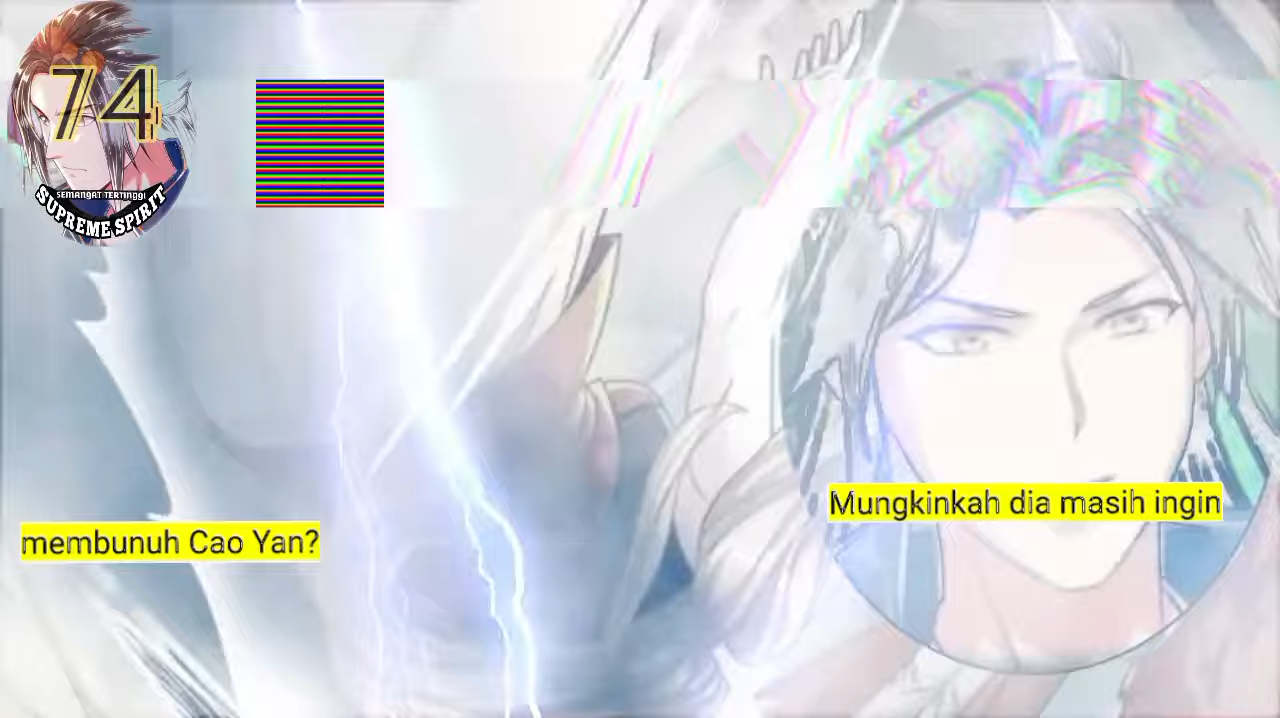 74
SEMANGAT TERTINGGI
SUPREME SPIRIT
Mungkinkah dia masih ingin
membunuh Cao Yan?